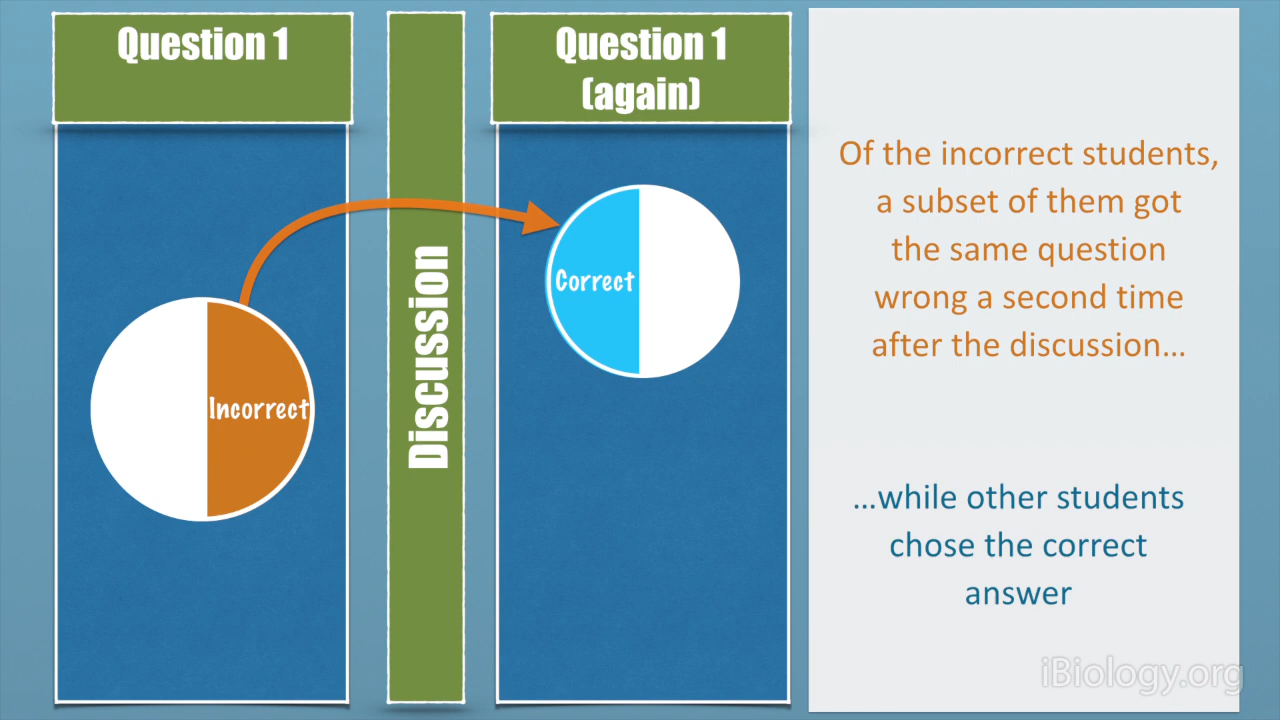 Question 1
Discussion
Question 1
(again)
Incorrect
Correct
Of the incorrect students,
a subset of them got
the same question
wrong a second time
after the discussion...
...while other students
chose the correct
answer
iBiology.org